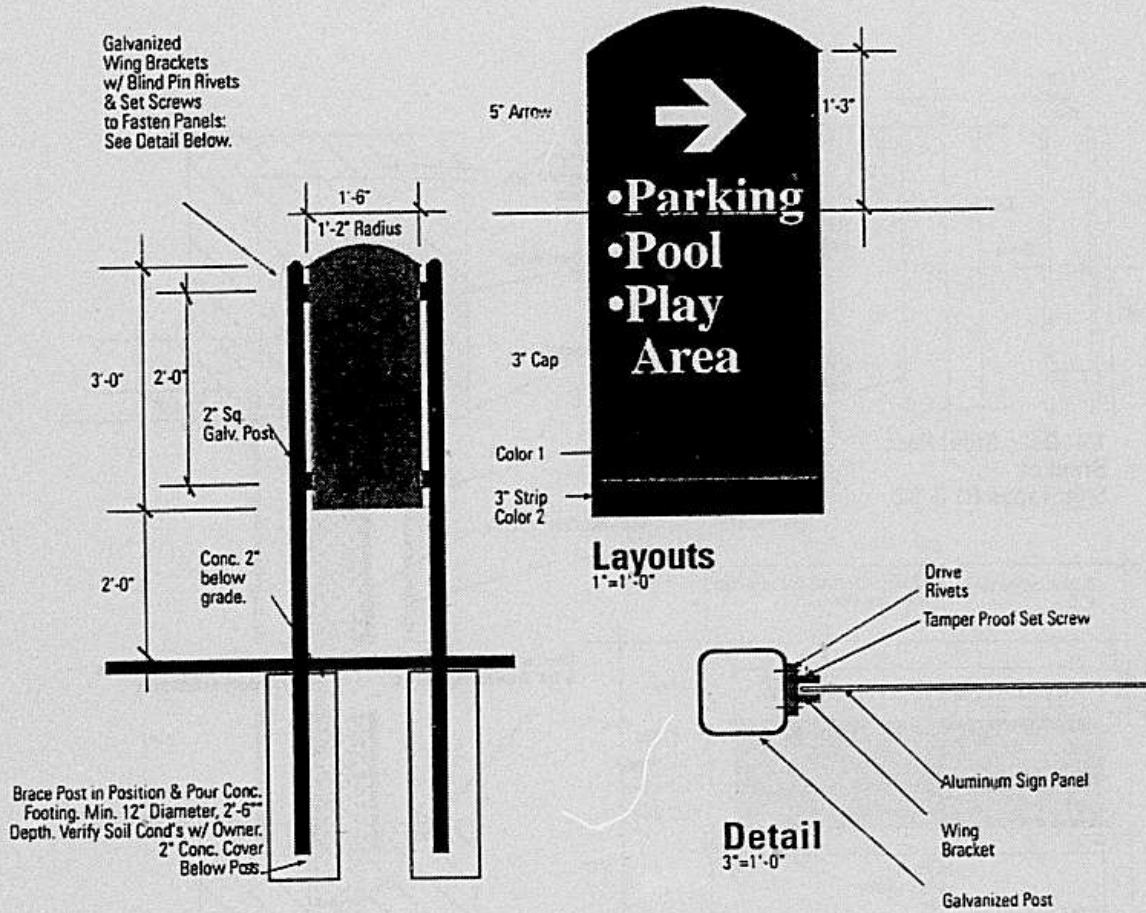 Galvanized
Wing Brackets
w/ Blind Pin Rivets
& Set Screws
to Fasten Panels:
See Detail Below.
1'-6"
1'-2" Radius
3'-0"
2'-0"
2" Sq
Galv. Post
2'-0"
Conc. 2"
below
grade.
Brace Post in Position & Pour Conc.
Footing. Min. 12" Diameter, 2'-6""
Depth. Verify Soil Cond's w/ Owner.
2" Conc. Cover
Below Poss
5" Arrow
1'-3"
•Parking
•Pool
•Play
Area
3" Cap
Color 1
3" Strip
Color 2
Layouts
1"=1'-0"
Drive
Rivets
Tamper Proof Set Screw
Aluminum Sign Panel
Wing
Bracket
Galvanized Post
Detail
3"=1'-0"